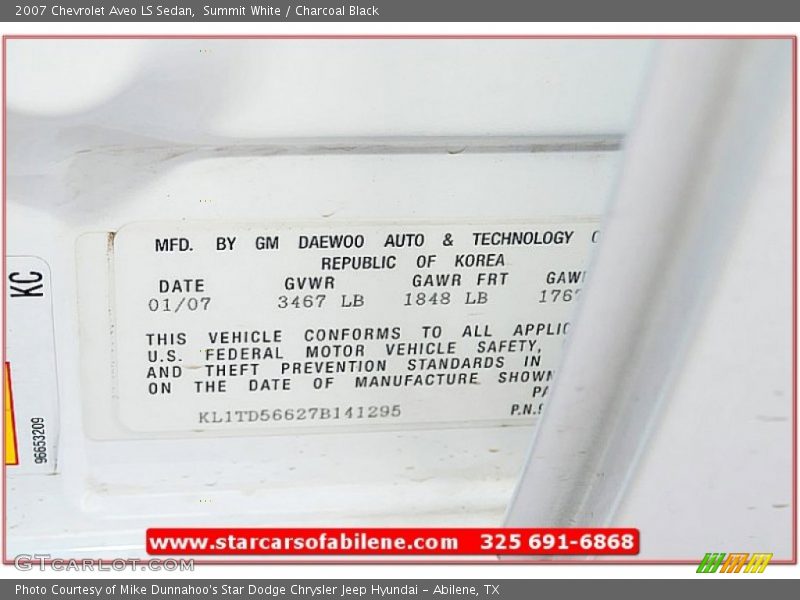 2007 Chevrolet Aveo LS Sedan, Summit White / Charcoal Black
MFD. BY GM DAEWOO AUTO & TECHNOLOGY
REPUBLIC OF KOREA
DATE GVWR GAWR FRT
01/07 3467 LB 1848 LB
THIS VEHICLE CONFORMS TO ALL
U.S. FEDERAL MOTOR VEHICLE SAFETY,
AND THEFT PREVENTION STANDARDS IN
ON THE DATE OF MANUFACTURE SHOWN
KL1TD56627B141295
KC
96653209
www.starcarsofabilene.com 325 691-6868
GTcarlot.com
Photo Courtesy of Mike Dunnahoo's Star Dodge Chrysler Jeep Hyundai - Abilene, TX